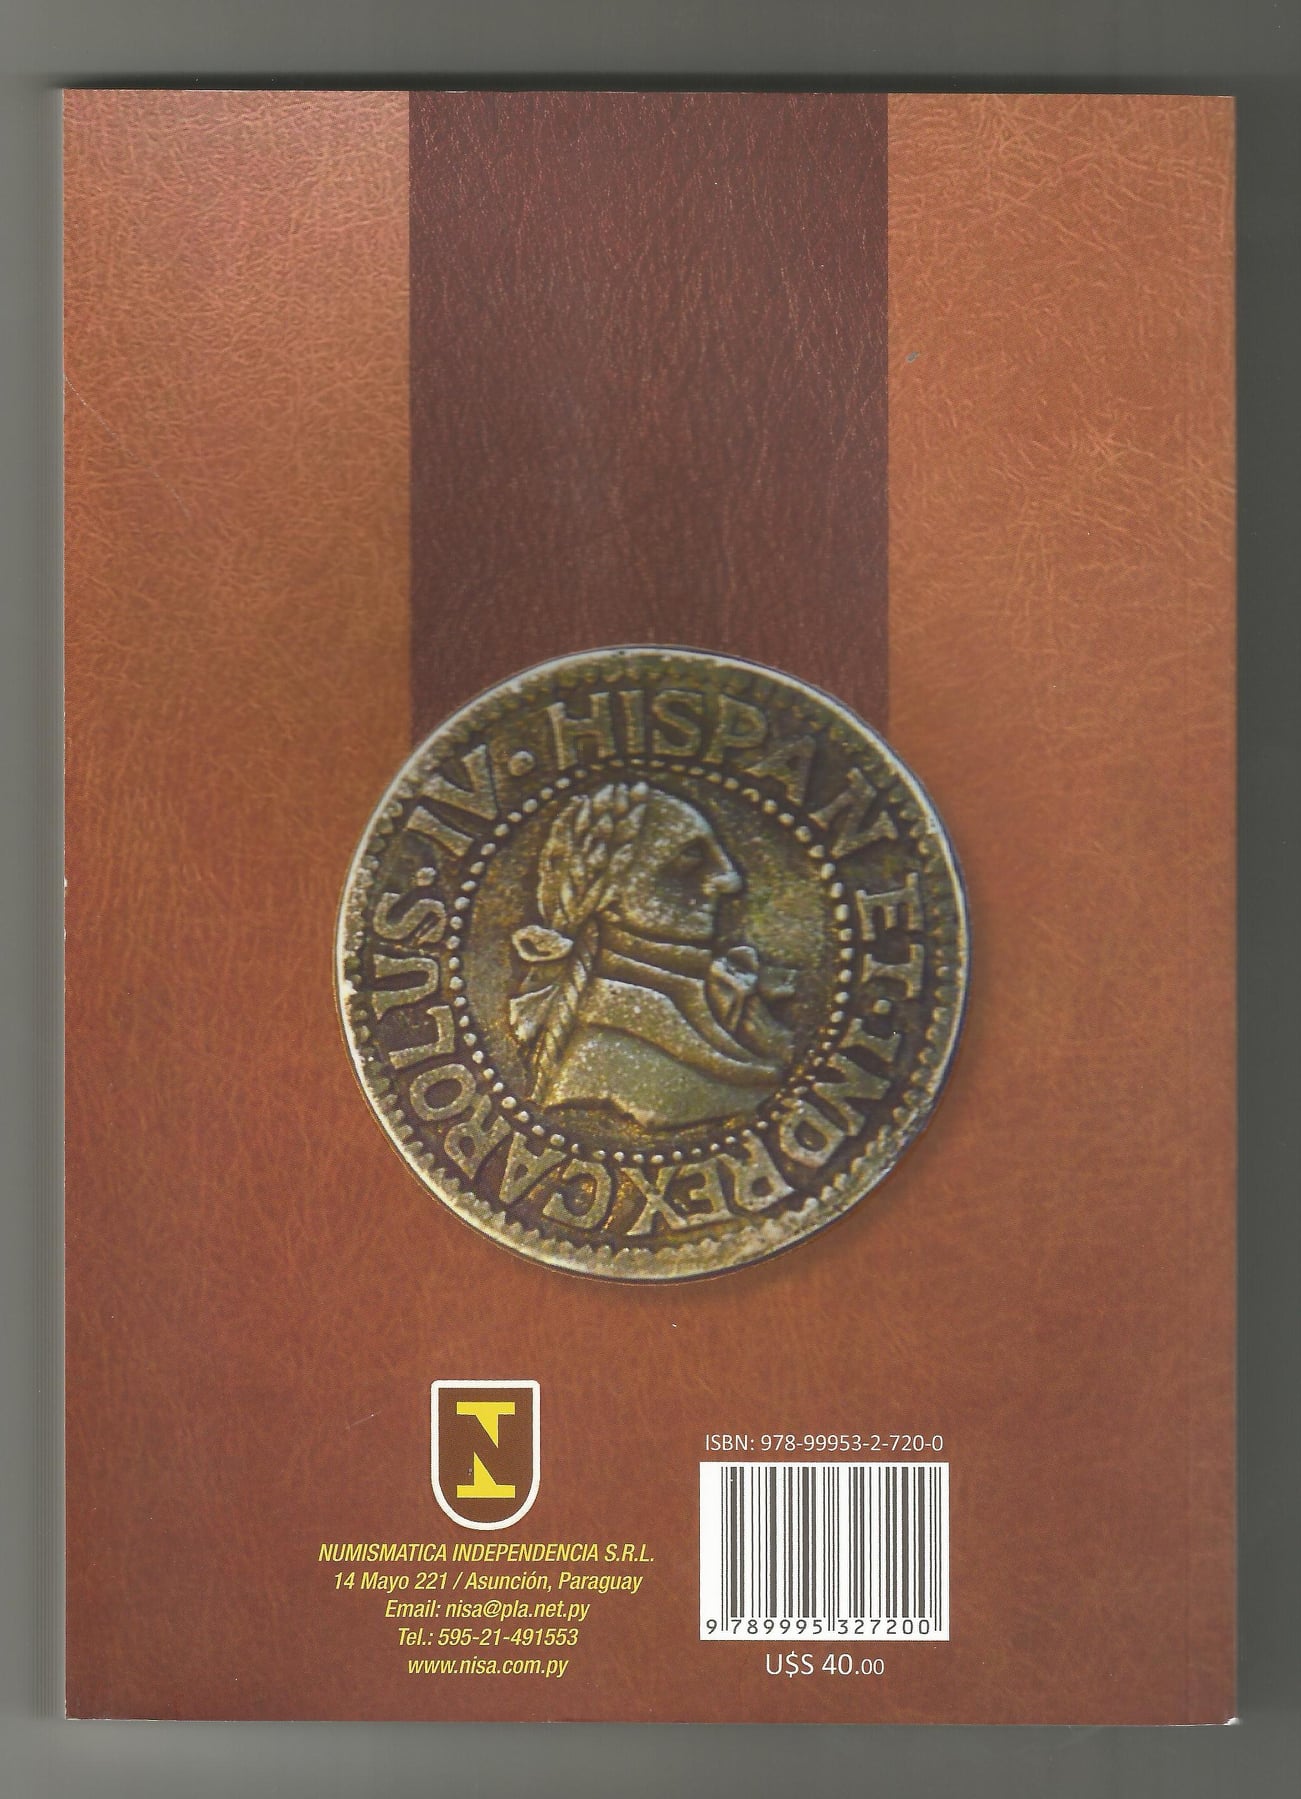 CAROLUS·IV·HISPAN ET·IND REX
N
ISBN: 978-99953-2-720-0
9 789995 327200
NUMISMATICA INDEPENDENCIA S.R.L.
14 Mayo 221 / Asunción, Paraguay
Email: nisa@pla.net.py
Tel.: 595-21-491553
www.nisa.com.py
U$S 40.00